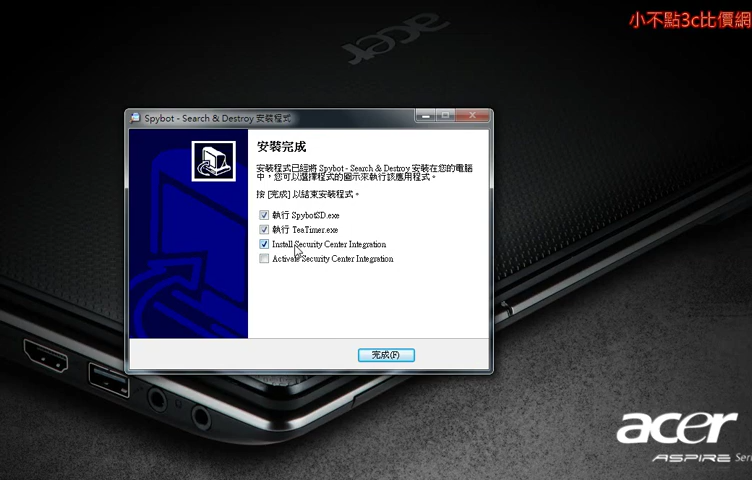 小不點3c比價網
acer
Spybot - Search & Destroy 安裝程式
安裝完成
安裝程式已經將 Spybot - Search & Destroy 安裝在您的電腦
中，您可以選擇程式的圖示來執行該應用程式。
按 [完成] 以結束安裝程式。
執行 SpybotSD.exe
執行 TeaTimer.exe
Install Security Center Integration
Activate Security Center Integration
完成(F)
acer
ASPIRE Seri